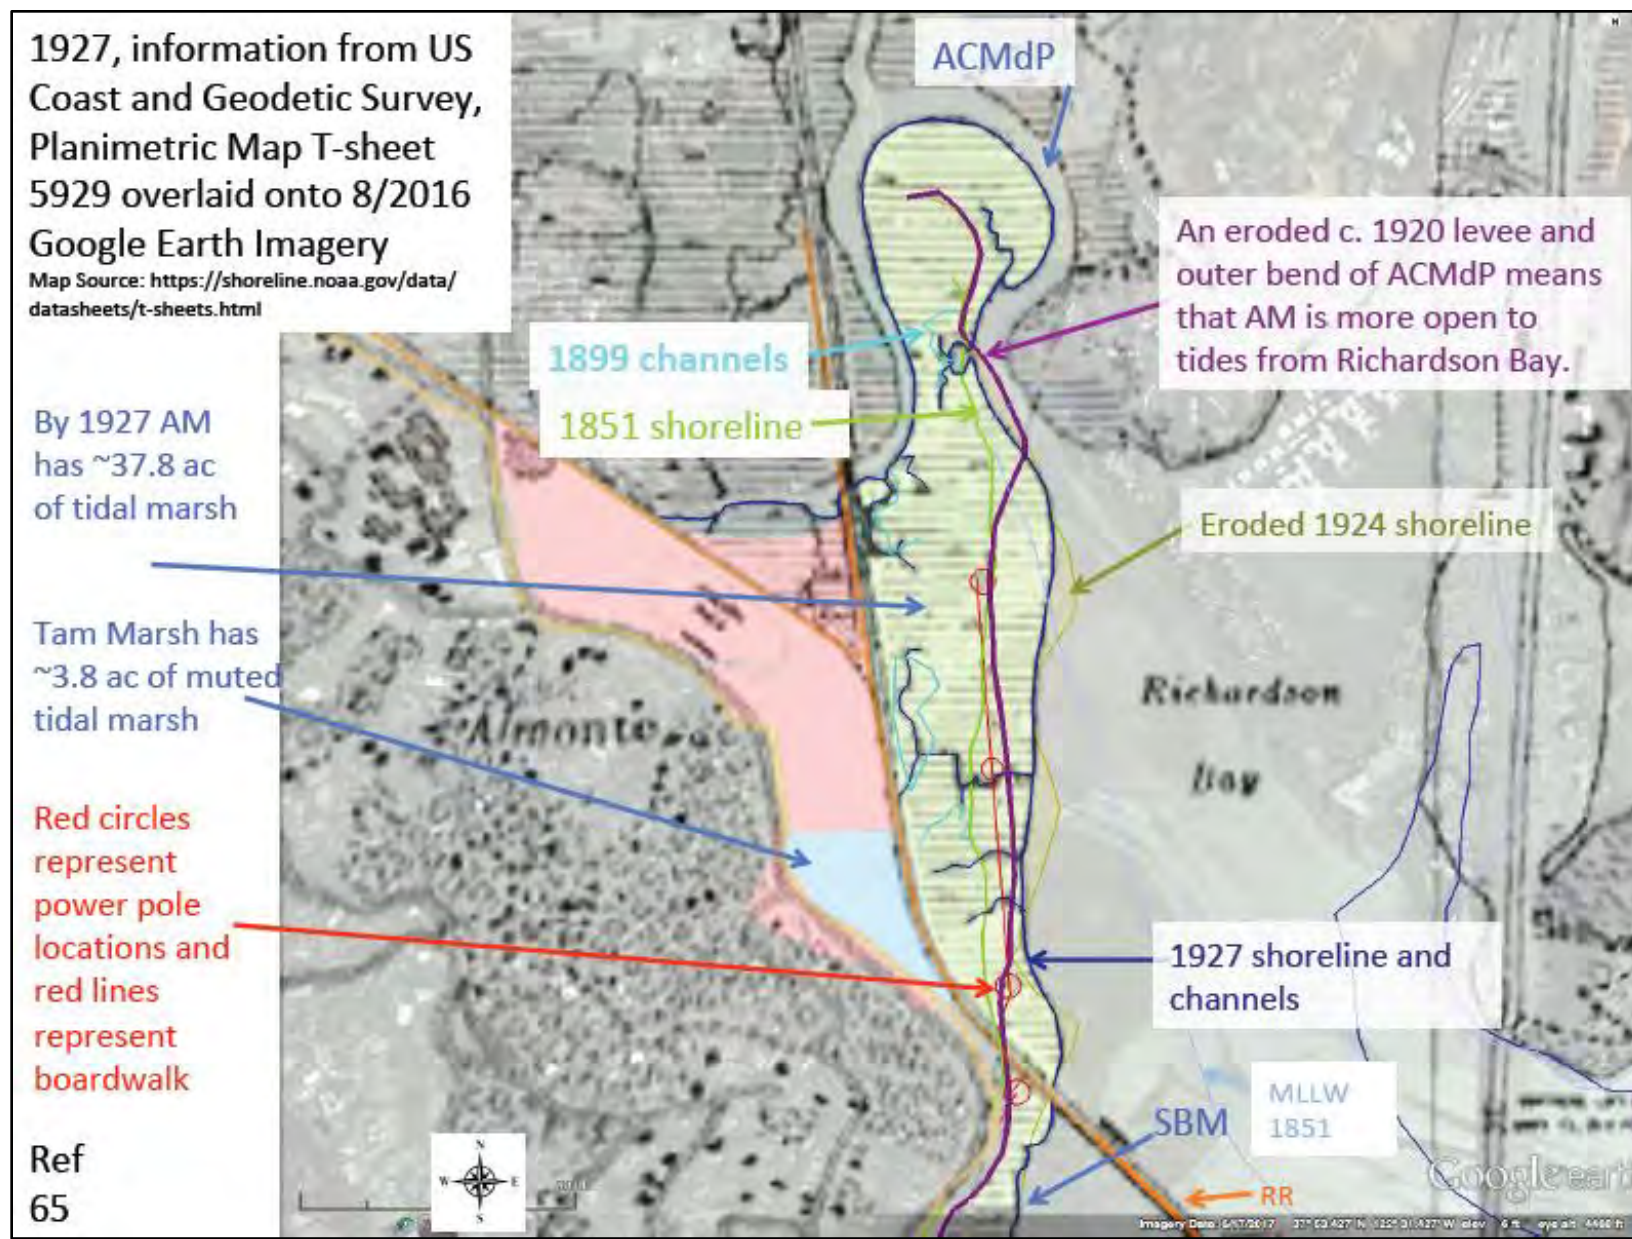 1927, information from US
Coast and Geodetic Survey,
Planimetric Map T-sheet
5929 overlaid onto 8/2016
Google Earth Imagery
Map Source: https://shoreline.noaa.gov/data/
datasheets/t-sheets.html
ACMdP
An eroded c. 1920 levee and
outer bend of ACMdP means
that AM is more open to
tides from Richardson Bay.
1899 channels
1851 shoreline
By 1927 AM
has ~37.8 ac
of tidal marsh
Eroded 1924 shoreline
Tam Marsh has
~3.8 ac of muted
tidal marsh
Almonte
Richardson
Bay
Red circles
represent
power pole
locations and
red lines
represent
boardwalk
1927 shoreline and
channels
MLLW
1851
SBM
RR
Ref
65
N
W E
S
Google earth
Imagery Date:
eye alt